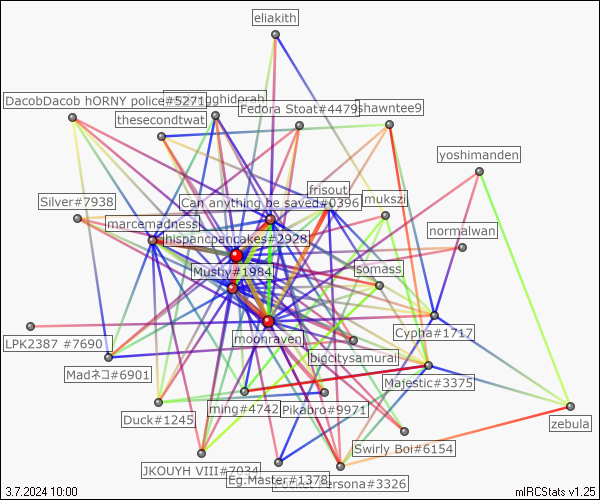 eliakith
DacobDacob hORNY police#5271
gghidorah
Fedora Stoat#4479
shawntee9
thesecondtwat
yoshimanden
frisout
Silver#7938
Can anything be saved#0396
mukszi
marcemadness
normalwan
hispancpancakes#2928
Mushy#1984
somass
Cypha#1717
LPK2387 #7690
moonraven
bigcitysamurai
Madネコ#6901
Majestic#3375
Duck#1245
ming#4742
Pikabro#9971
zebula
Swirly Boi#6154
JKOUYH VIII#7034
Eg.Master#1378
Pocket Persona#3326
3.7.2024 10:00
mIRCStats v1.25